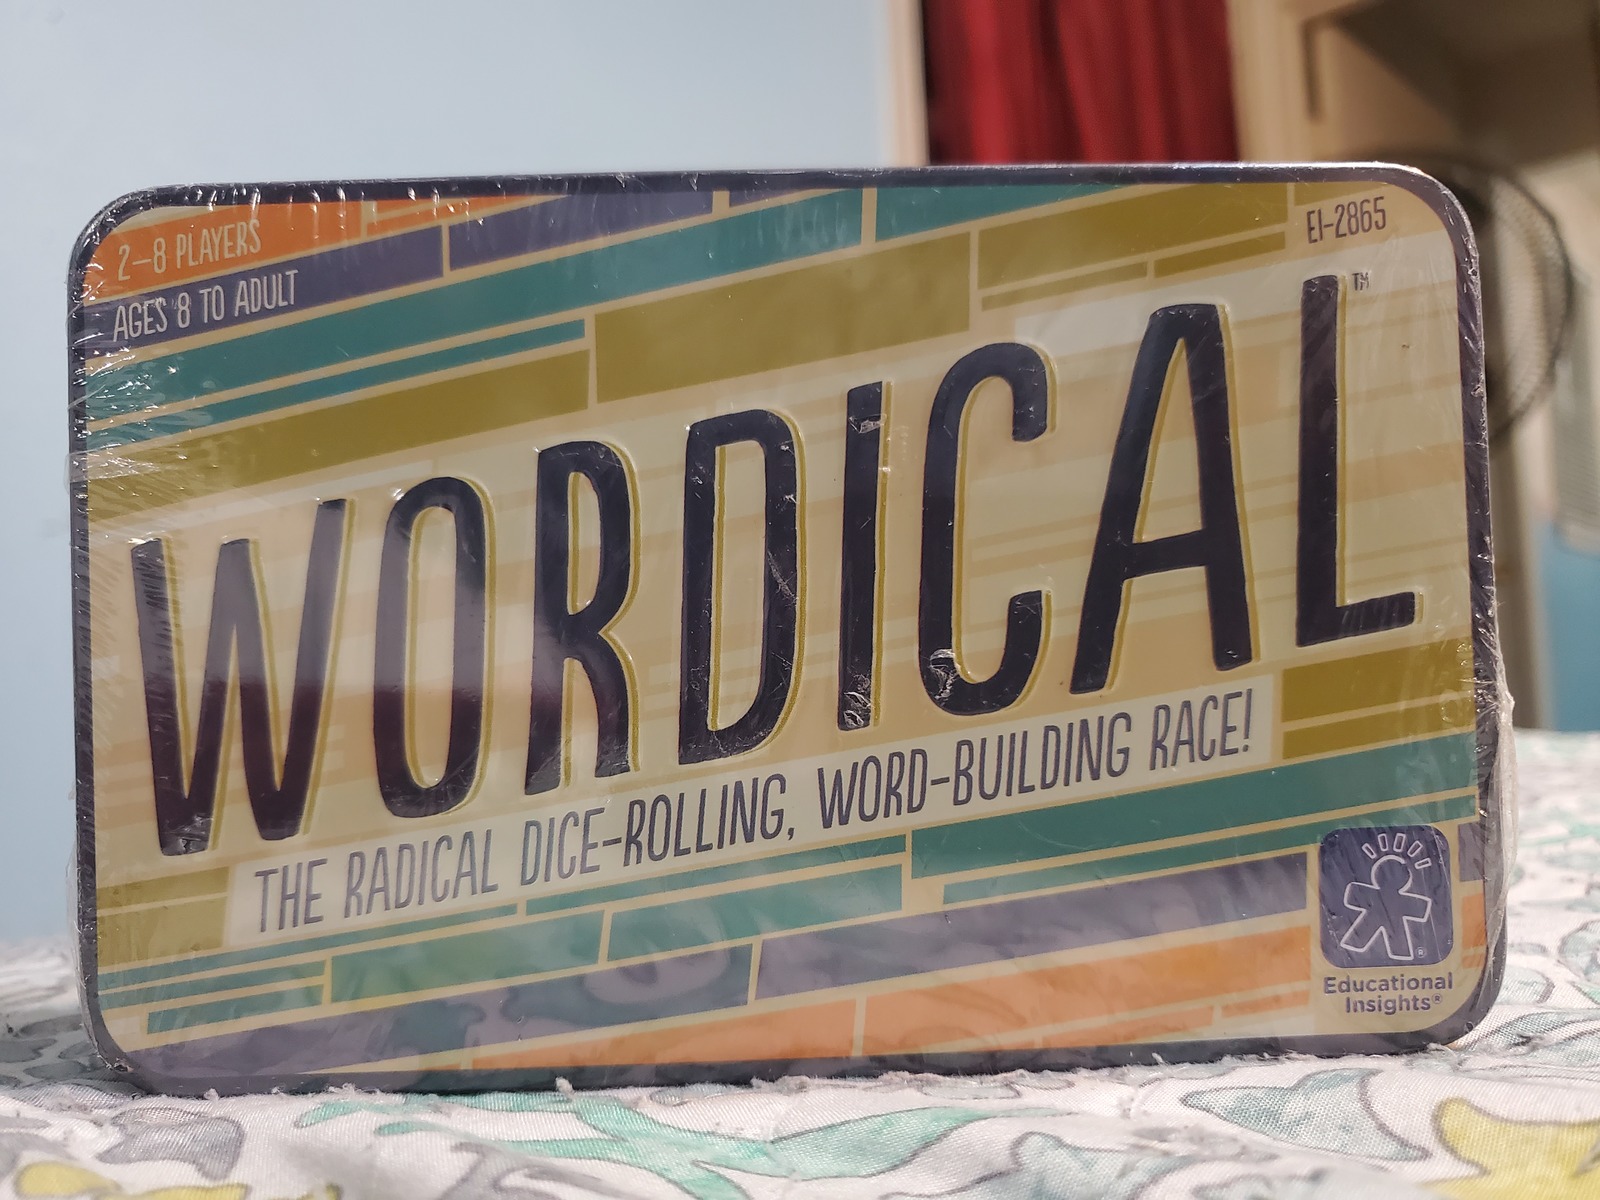 2-8 PLAYERS
AGES 8 TO ADULT
EI-2865
WORDICAL™
THE RADICAL DICE-ROLLING, WORD-BUILDING RACE!
®
Educational
Insights®